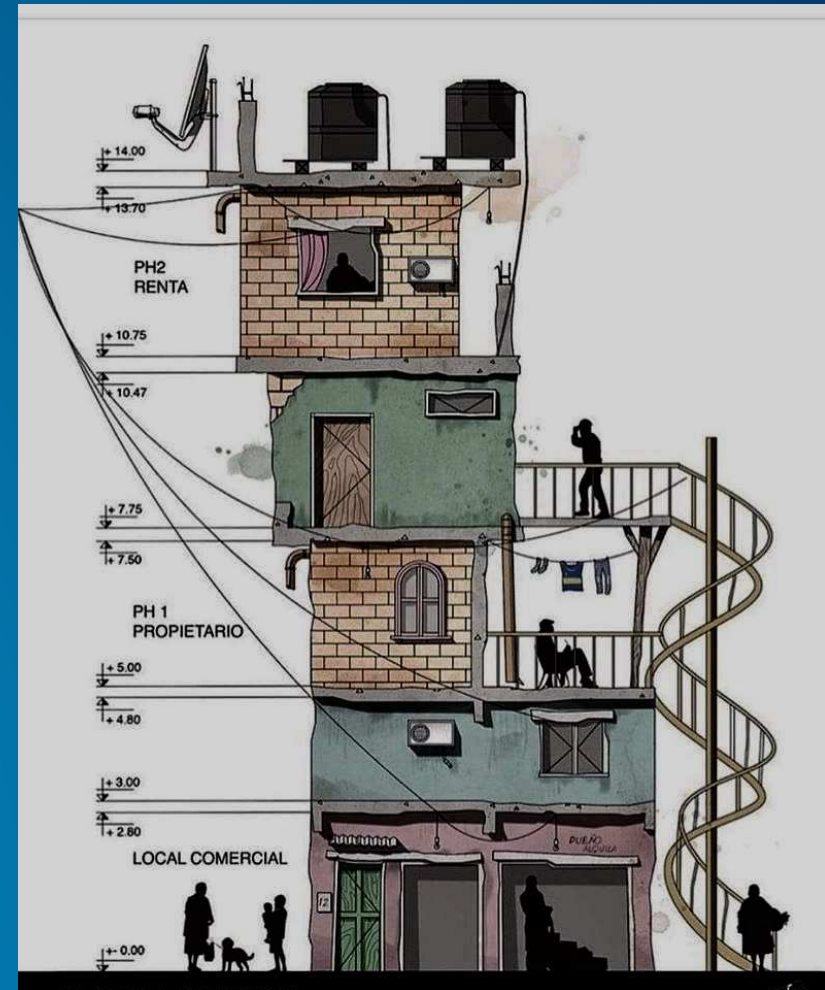 + 14.00
+ 13.70
PH2
RENTA
+ 10.75
+ 10.47
+ 7.75
+ 7.50
PH 1
PROPIETARIO
+ 5.00
+ 4.80
+ 3.00
+ 2.80
LOCAL COMERCIAL
DUEÑO
ALQUILA
12
+- 0.00